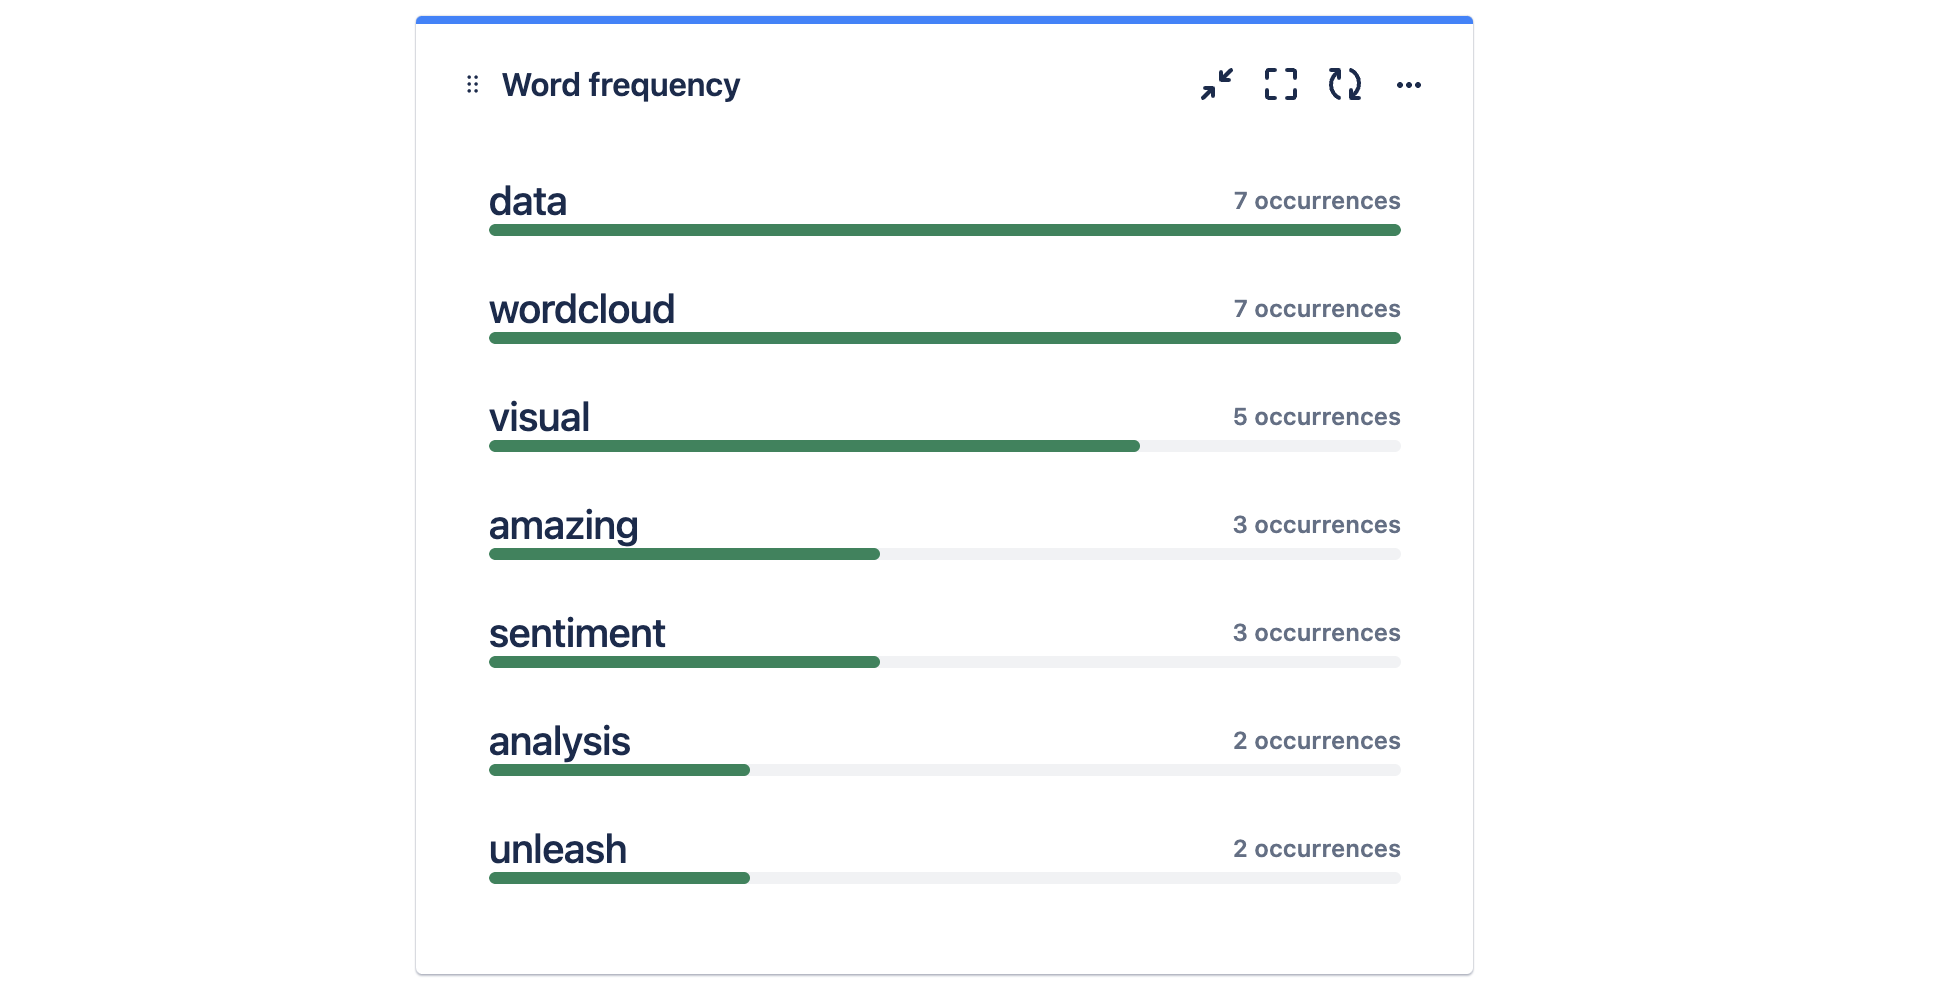 Word frequency
data 7 occurrences
wordcloud 7 occurrences
visual 5 occurrences
amazing 3 occurrences
sentiment 3 occurrences
analysis 2 occurrences
unleash 2 occurrences